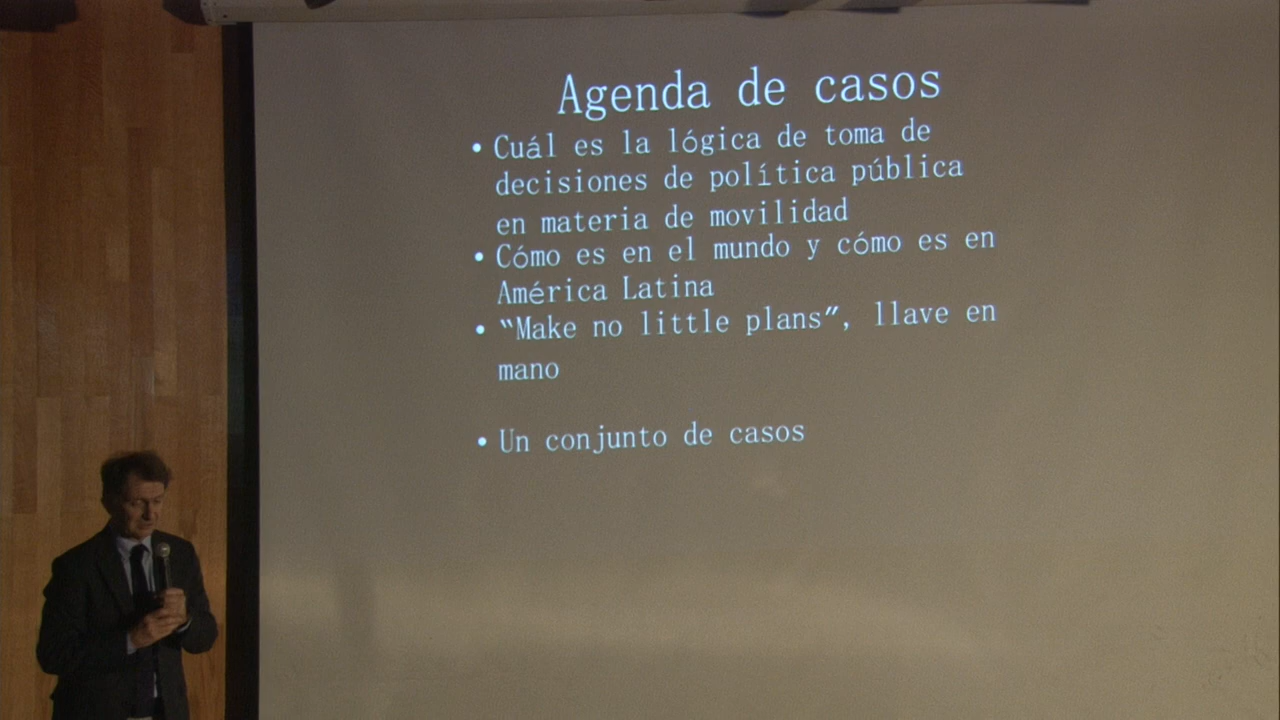 Agenda de casos
• Cuál es la lógica de toma de
decisiones de política pública
en materia de movilidad
• Cómo es en el mundo y cómo es en
América Latina
• “Make no little plans”, llave en
mano
• Un conjunto de casos